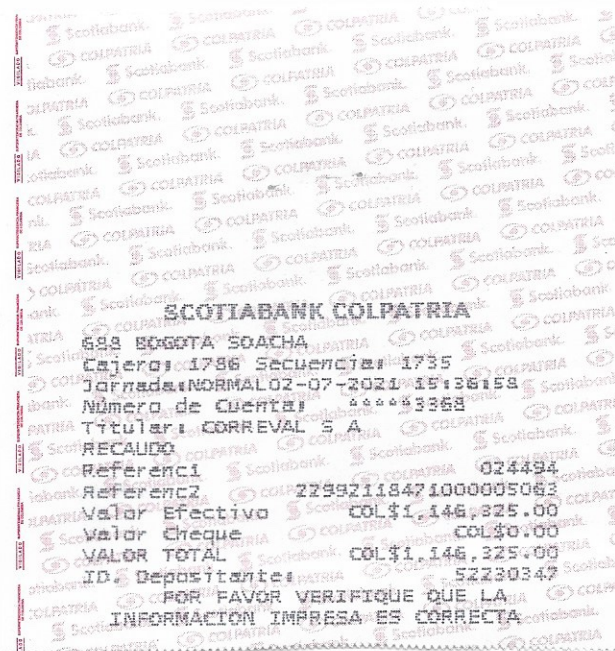 SCOTIABANK COLPATRIA
688 BOGOTA SOACHA
Cajero: 1786 Secuencia: 1735
Jornada:NORMAL02-07-2021 15:36:58
Número de Cuenta: *****3368
Titular: CORREVAL S A
RECAUDO
Referenc1 024494
Referenc2 22992118471000005063
Valor Efectivo COL$1,146,325.00
Valor Cheque COL$0.00
VALOR TOTAL COL$1,146,325.00
ID. Depositante: 52230347
POR FAVOR VERIFIQUE QUE LA
INFORMACION IMPRESA ES CORRECTA